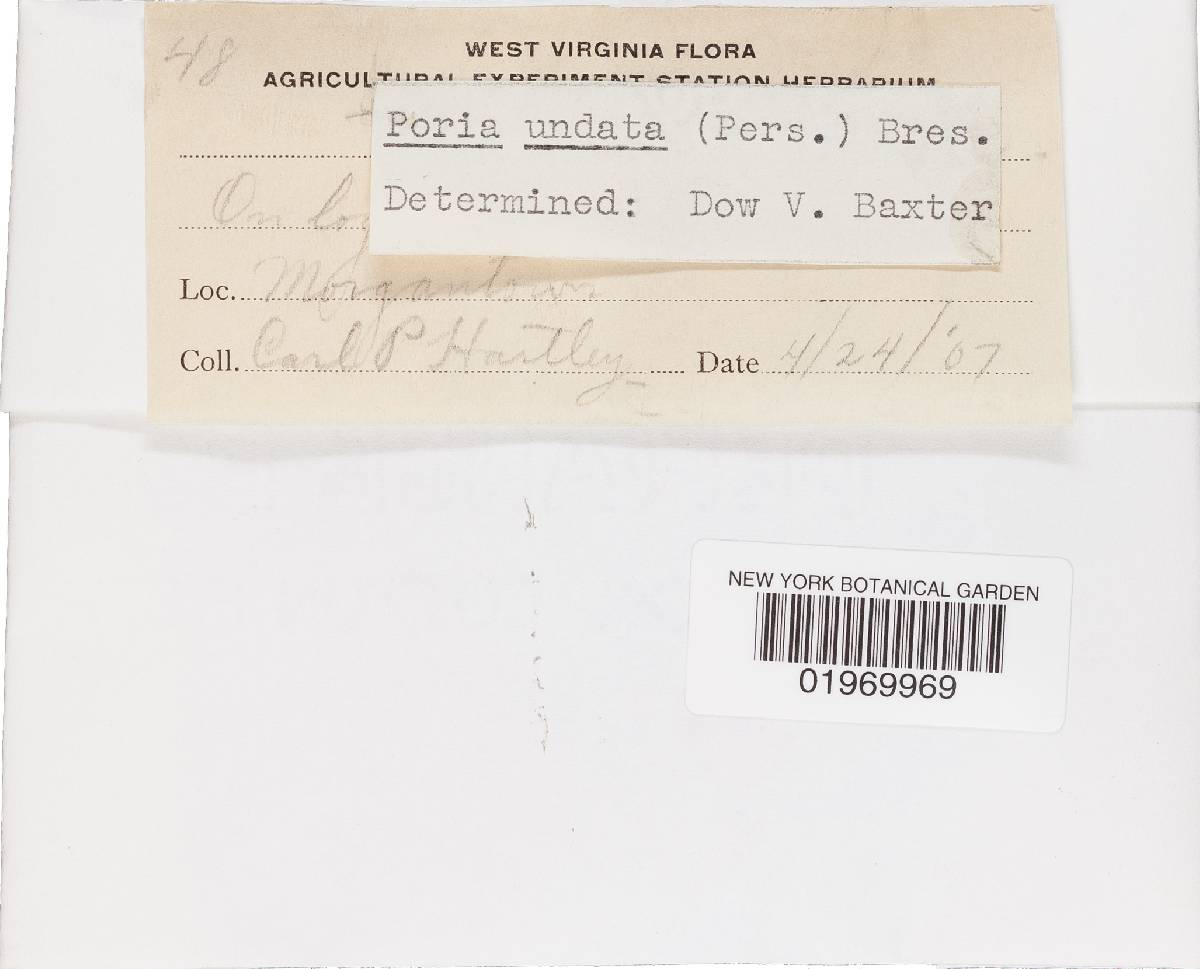 48
WEST VIRGINIA FLORA
AGRICULTURAL EXPERIMENT STATION HERBARIUM
Poria undata (Pers.) Bres.
Determined: Dow V. Baxter
On log
Loc. Morgantown
Coll. Carl P Hartley Date 4/24/'07
NEW YORK BOTANICAL GARDEN
01969969